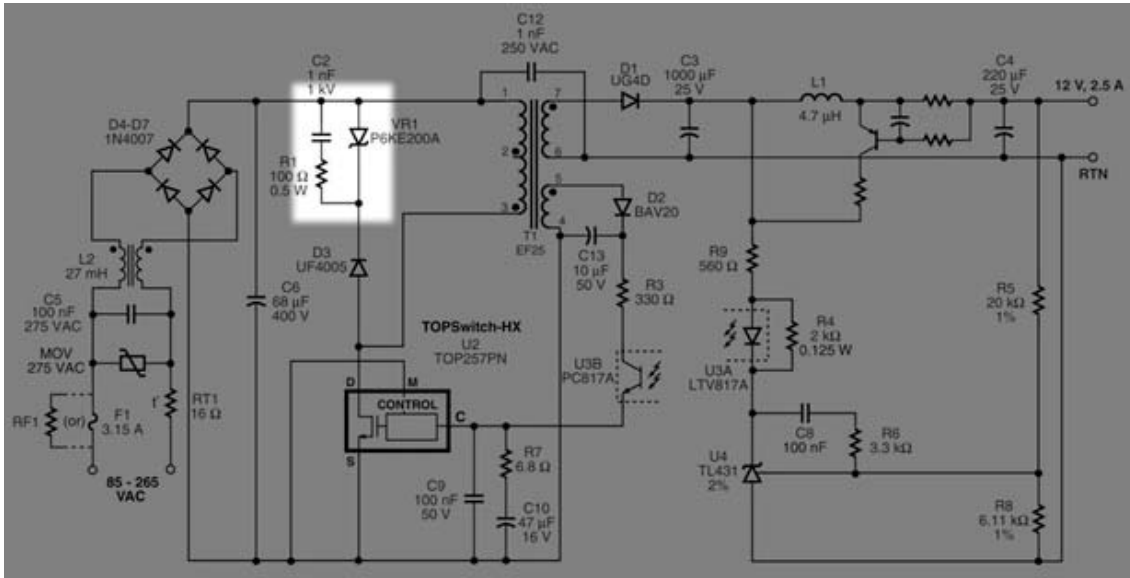 C12
1 nF
250 VAC
C2
1 nF
1 kV
D1
UG4D
C3
1000 µF
25 V
L1
4.7 µH
C4
220 µF
25 V
12 V, 2.5 A
RTN
D4-D7
1N4007
VR1
P6KE200A
R1
100 Ω
0.5 W
1
2
3
7
6
5
4
T1
EF25
D2
BAV20
C13
10 µF
50 V
L2
27 mH
C5
100 nF
275 VAC
MOV
275 VAC
D3
UF4005
C6
68 µF
400 V
R3
330 Ω
R9
560 Ω
R5
20 kΩ
1%
R4
2 kΩ
0.125 W
TOPSwitch-HX
U2
TOP257PN
U3B
PC817A
U3A
LTV817A
RF1
(or)
F1
3.15 A
t°
RT1
16 Ω
D
M
CONTROL
C
S
85 - 265
VAC
C8
100 nF
R6
3.3 kΩ
R7
6.8 Ω
U4
TL431
2%
C9
100 nF
50 V
C10
47 µF
16 V
R8
6.11 kΩ
1%